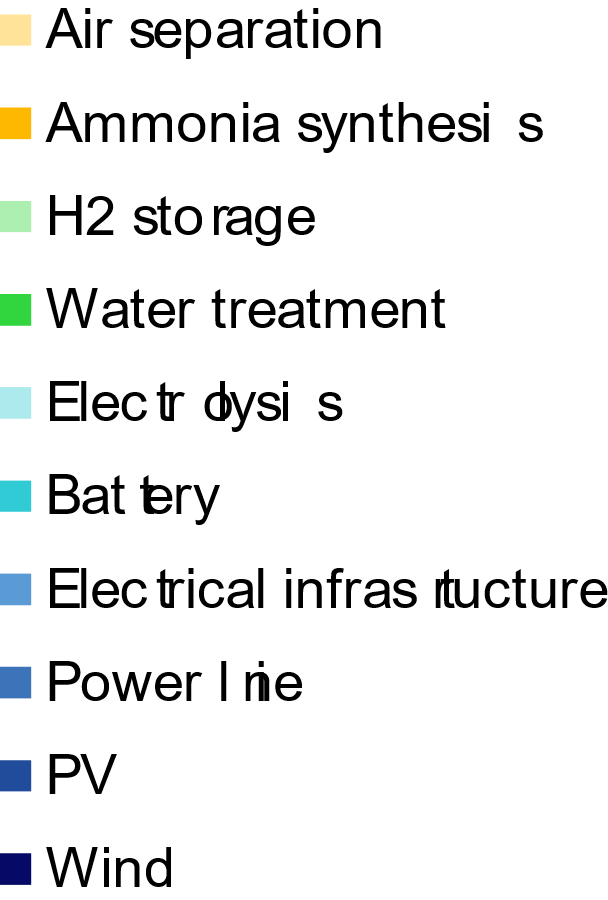 Air separation
Ammonia synthesis
H2 storage
Water treatment
Electrolysis
Battery
Electrical infrastructure
Power line
PV
Wind